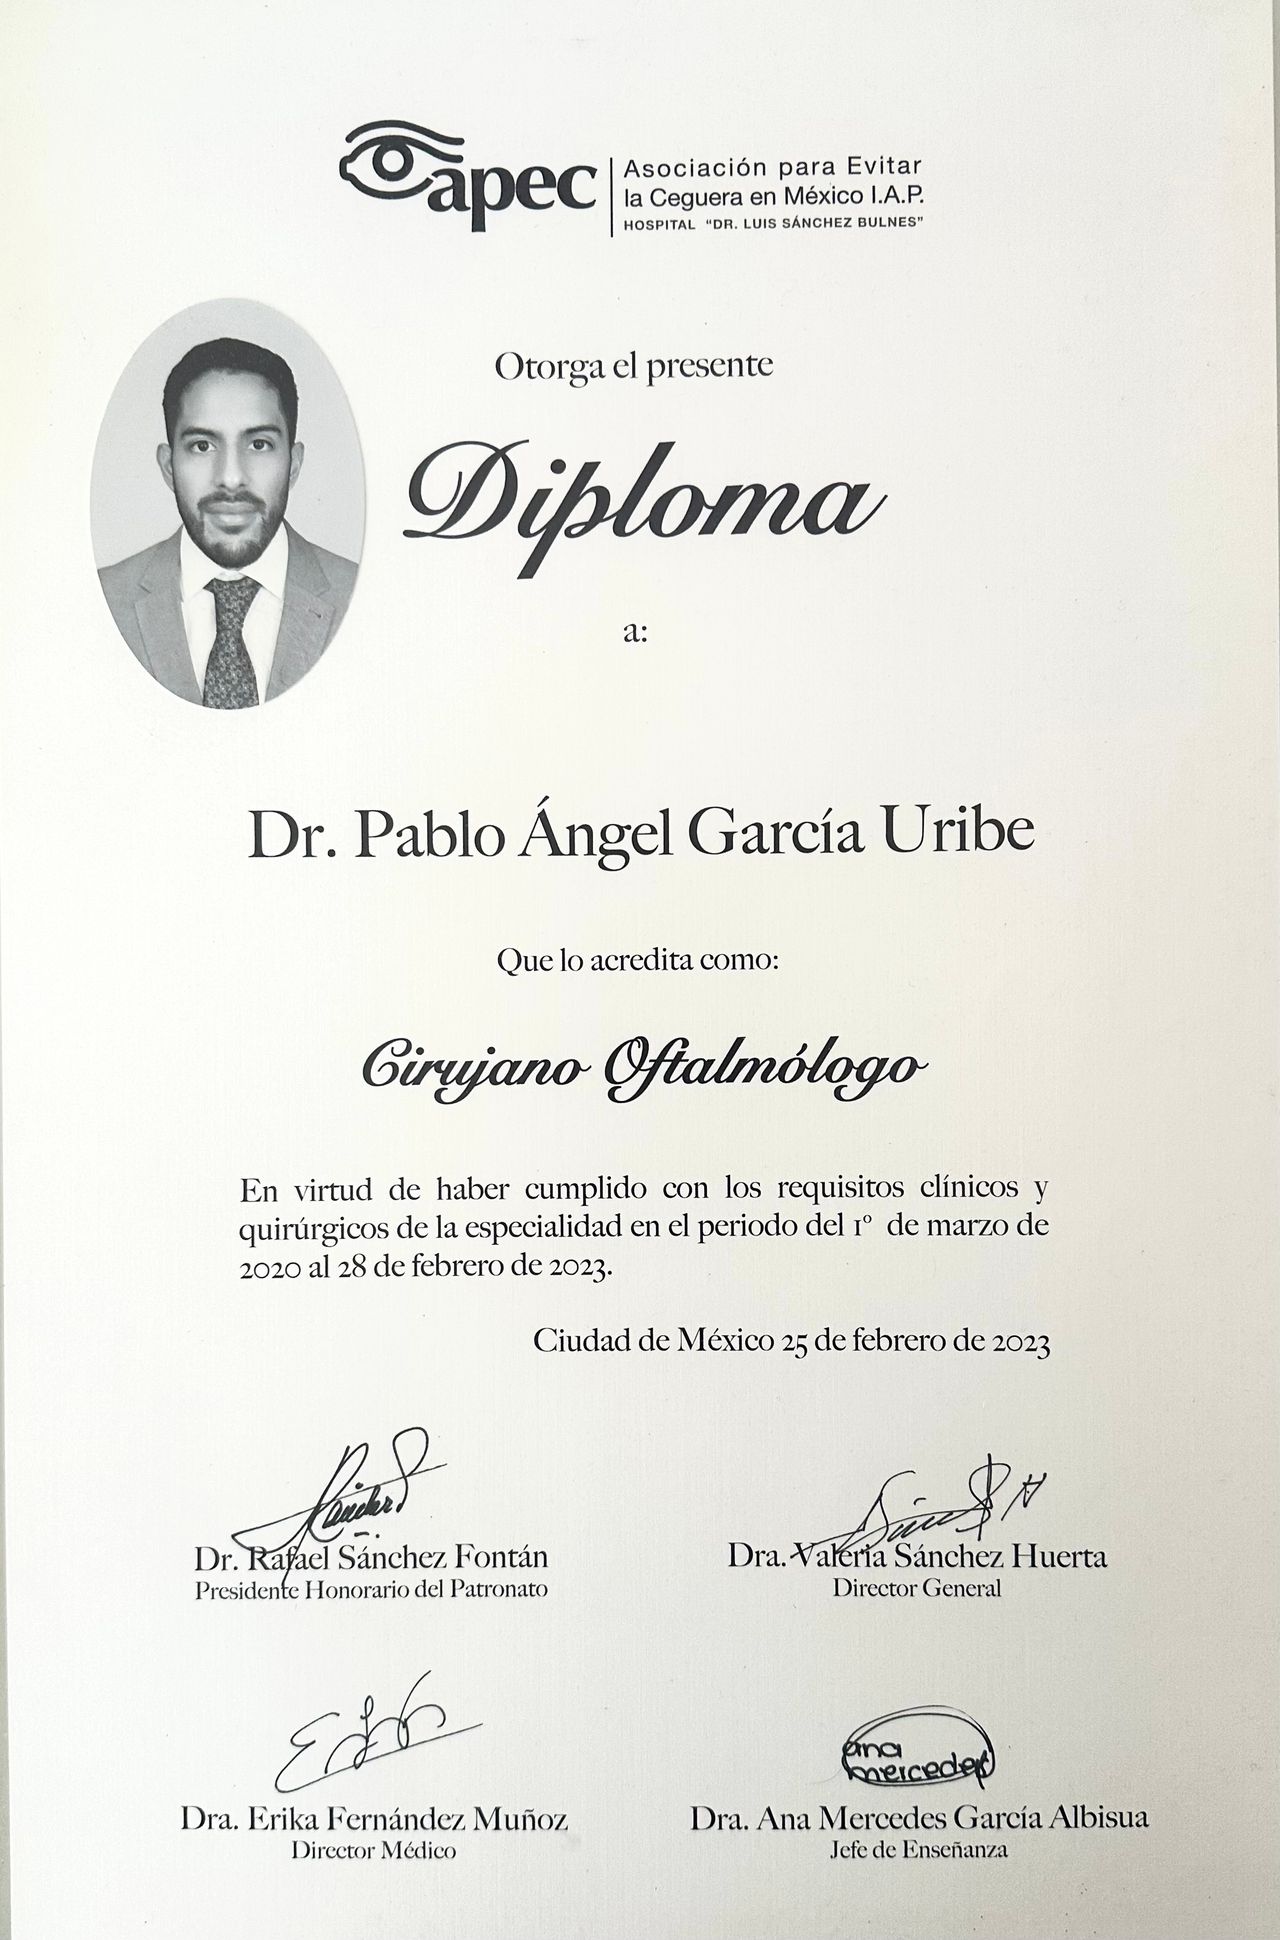 apec
Asociación para Evitar
la Ceguera en México I.A.P.
HOSPITAL "DR. LUIS SÁNCHEZ BULNES"
Otorga el presente
Diploma
a:
Dr. Pablo Ángel García Uribe
Que lo acredita como:
Cirujano Oftalmólogo
En virtud de haber cumplido con los requisitos clínicos y
quirúrgicos de la especialidad en el periodo del 1º de marzo de
2020 al 28 de febrero de 2023.
Ciudad de México 25 de febrero de 2023
Dr. Rafael Sánchez Fontán
Presidente Honorario del Patronato
Dra. Valeria Sánchez Huerta
Director General
ana
mercedes
Dra. Erika Fernández Muñoz
Director Médico
Dra. Ana Mercedes García Albisua
Jefe de Enseñanza